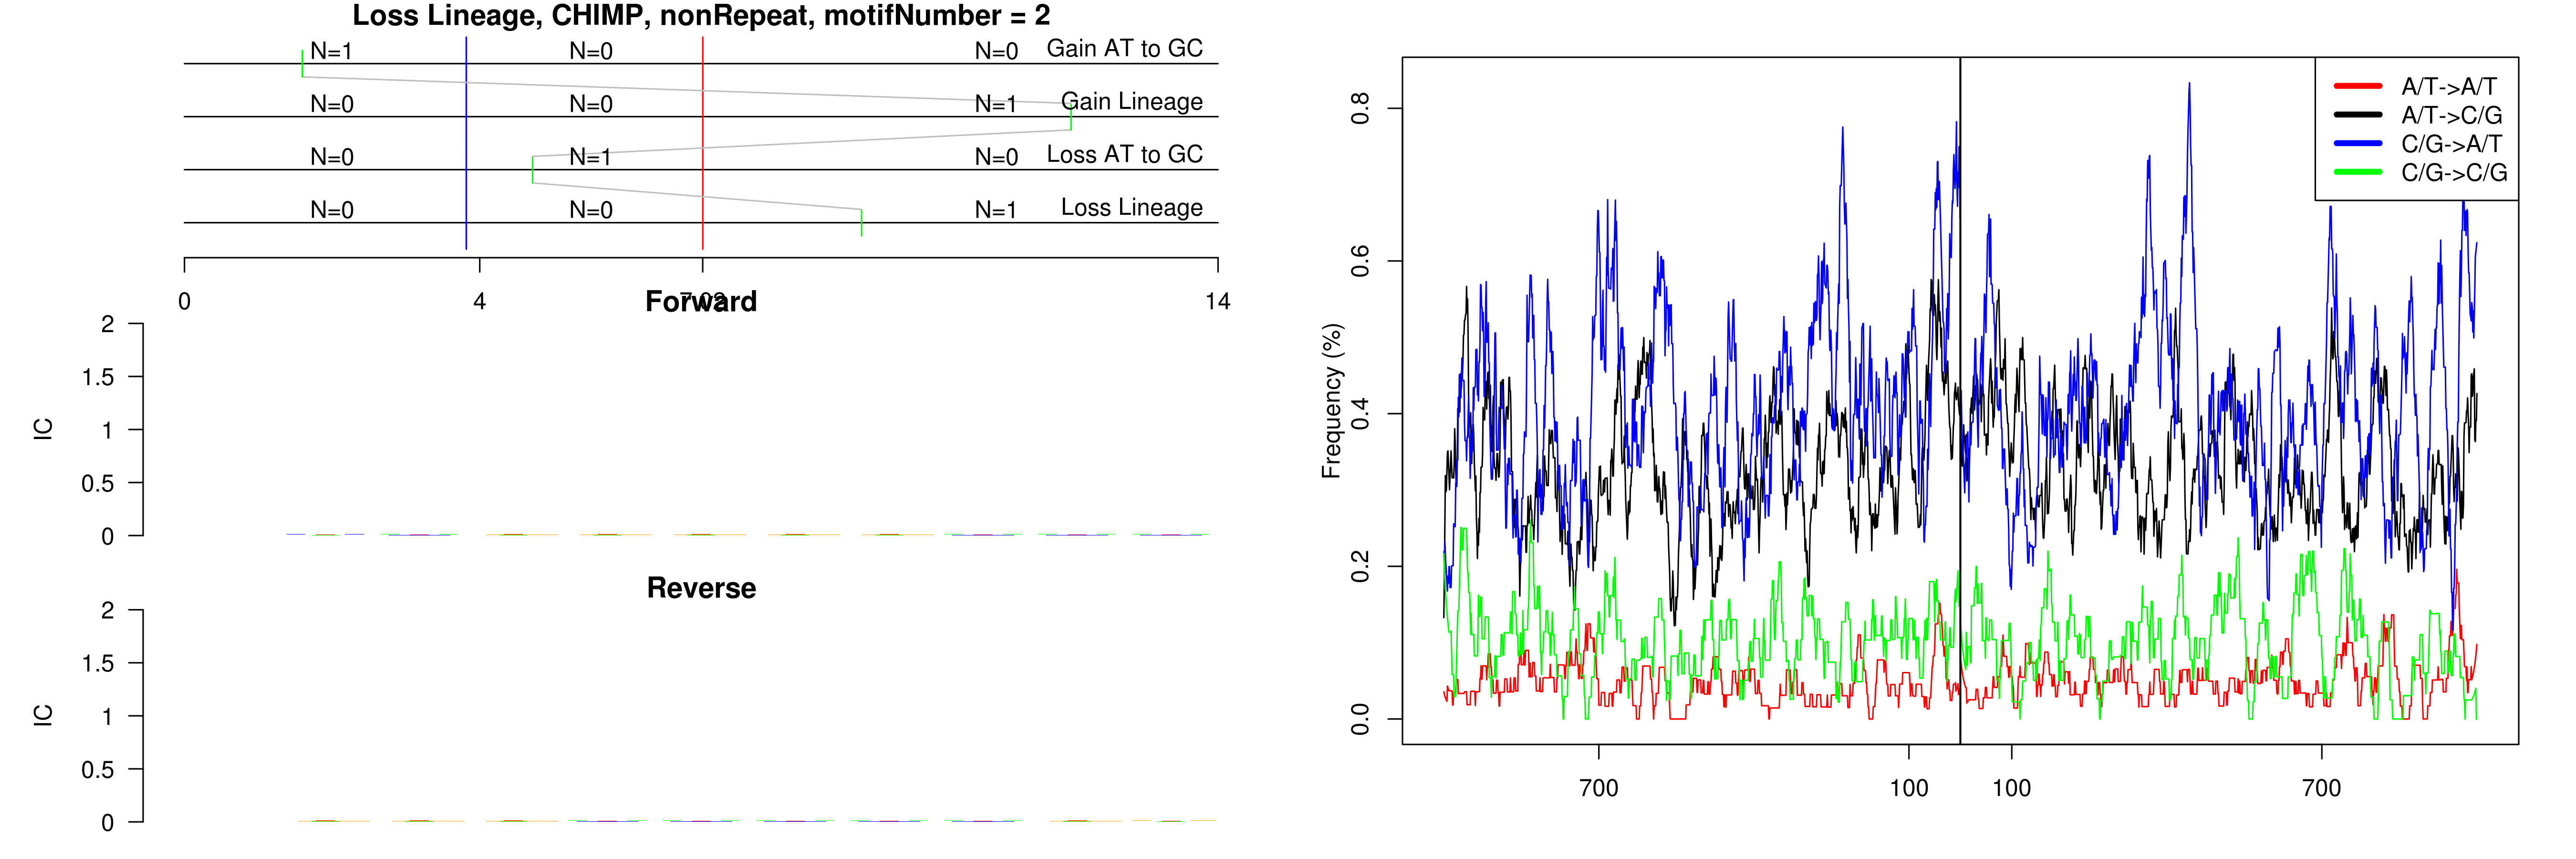 Loss Lineage, CHIMP, nonRepeat, motifNumber = 2
N=1 N=0 N=0 Gain AT to GC
N=0 N=0 N=1 Gain Lineage
N=0 N=1 N=0 Loss AT to GC
N=0 N=0 N=1 Loss Lineage
0 4 14
Forward
2
1.5
1
0.5
0
IC
Reverse
2
1.5
1
0.5
0
IC
A/T->A/T
A/T->C/G
C/G->A/T
C/G->C/G
0.8
0.6
0.4
0.2
0.0
Frequency (%)
700 100 100 700